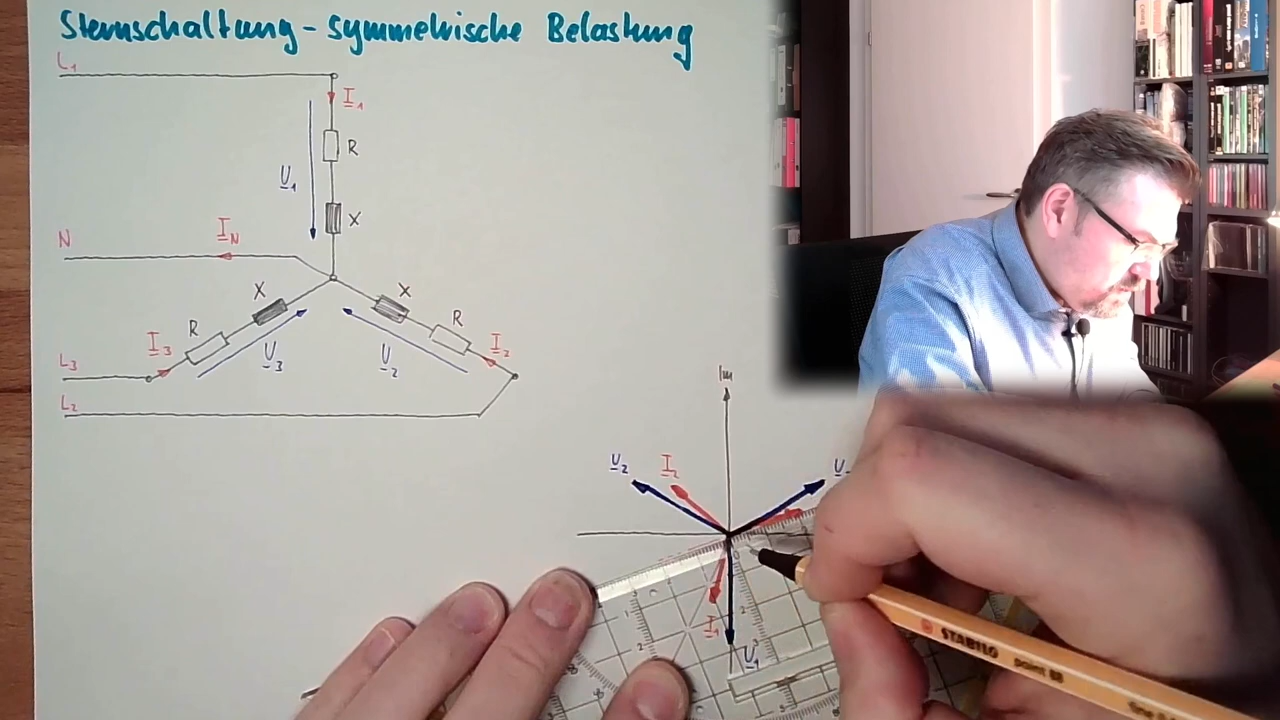 Sternschaltung - symmetrische Belastung
L1
I1
R
U1
X
N
IN
X
X
R
R
I3
I2
U3
U2
L3
L2
Im
U2
I2
U
I1
U1
STABILO point 88